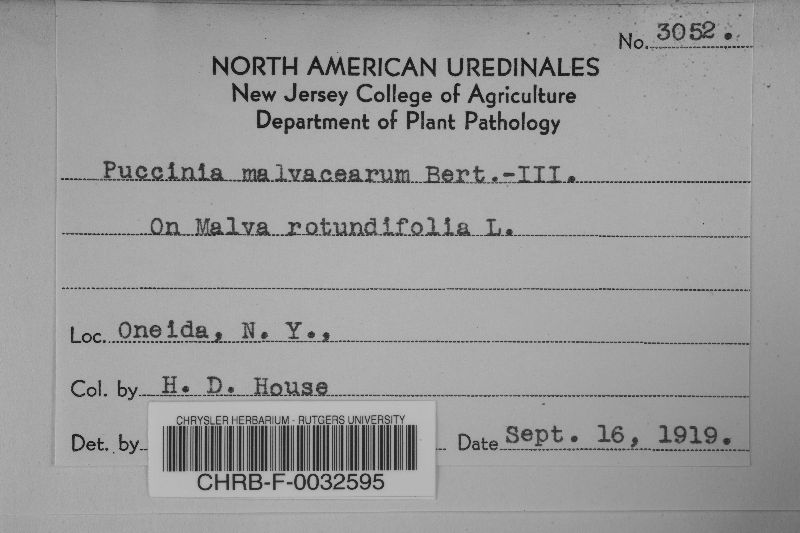 No. 3052.
NORTH AMERICAN UREDINALES
New Jersey College of Agriculture
Department of Plant Pathology
Puccinia malvacearum Bert.-III.
On Malva rotundifolia L.
Loc. Oneida, N. Y.,
Col. by H. D. House
Det. by Date Sept. 16, 1919.
CHRYSLER HERBARIUM - RUTGERS UNIVERSITY
CHRB-F-0032595